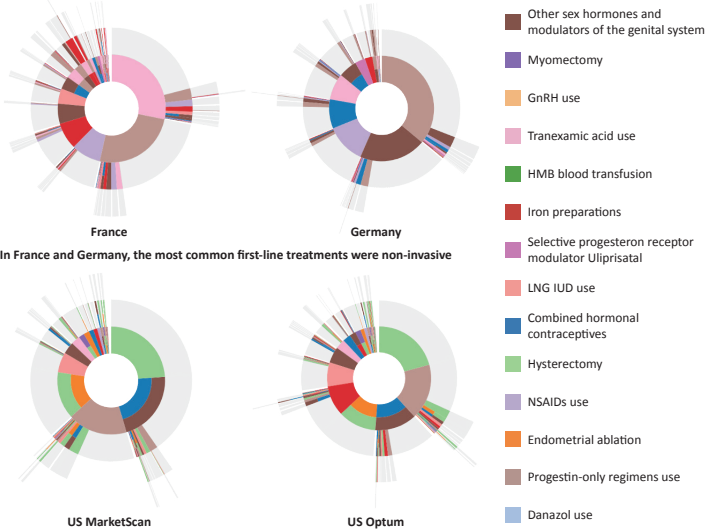 France
Germany
In France and Germany, the most common first-line treatments were non-invasive
US MarketScan
US Optum
Other sex hormones and
modulators of the genital system
Myomectomy
GnRH use
Tranexamic acid use
HMB blood transfusion
Iron preparations
Selective progesteron receptor
modulator Uliprisatal
LNG IUD use
Combined hormonal
contraceptives
Hysterectomy
NSAIDs use
Endometrial ablation
Progestin-only regimens use
Danazol use